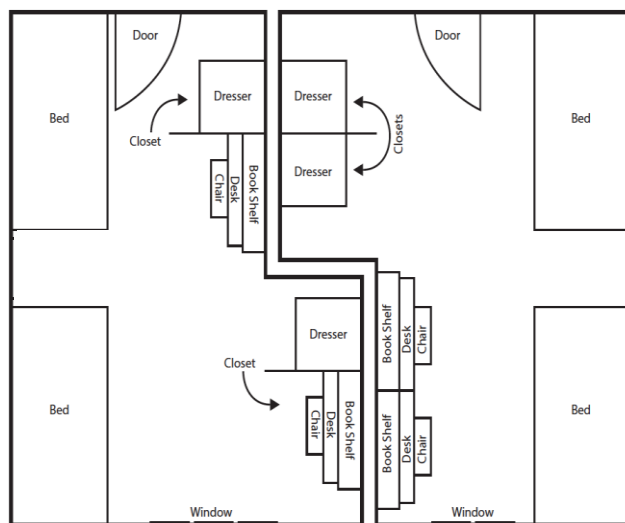 Door
Door
Bed
Dresser
Dresser
Bed
Closet
Closets
Chair
Desk
Book Shelf
Dresser
Dresser
Book Shelf
Desk
Chair
Closet
Bed
Chair
Desk
Book Shelf
Book Shelf
Desk
Chair
Bed
Window
Window